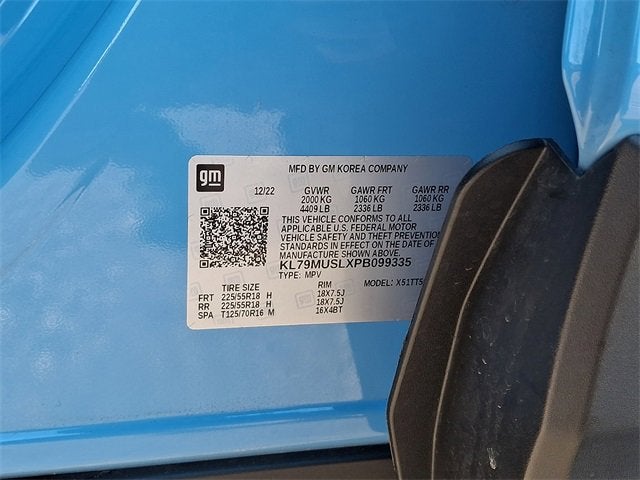 gm
MFD BY GM KOREA COMPANY
12/22 GVWR GAWR FRT GAWR RR
2000 KG 1060 KG 1060 KG
4409 LB 2336 LB 2336 LB
THIS VEHICLE CONFORMS TO ALL
APPLICABLE U.S. FEDERAL MOTOR
VEHICLE SAFETY AND THEFT PREVENTION
STANDARDS IN EFFECT ON THE DATE OF
MANUFACTURE SHOWN ABOVE.
KL79MUSLXPB099335
TYPE: MPV MODEL: X51TT5
TIRE SIZE RIM
FRT 225/55R18 H 18X7.5J
RR 225/55R18 H 18X7.5J
SPA T125/70R16 M 16X4BT